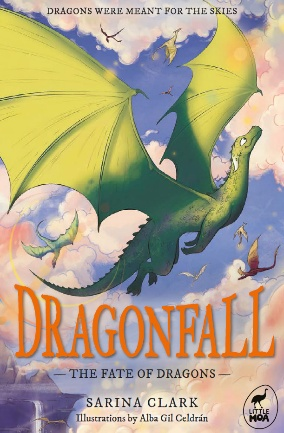 DRAGONS WERE MEANT FOR THE SKIES
DRAGONFALL
— THE FATE OF DRAGONS —
SARINA CLARK
Illustrations by Alba Gil Celdrán
LITTLE
MOA